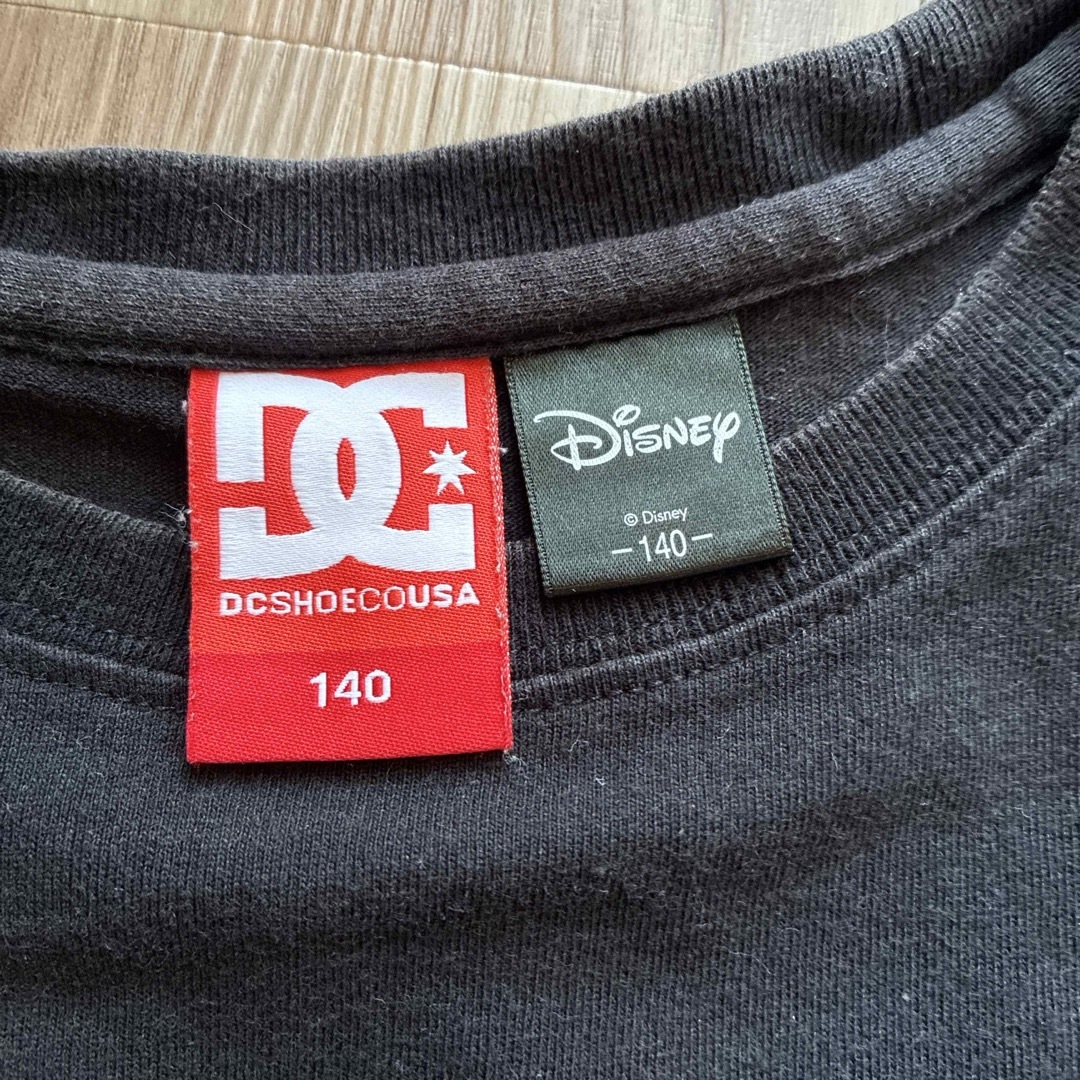 DC
DCSHOECOUSA
140
Disney
© Disney
-140-